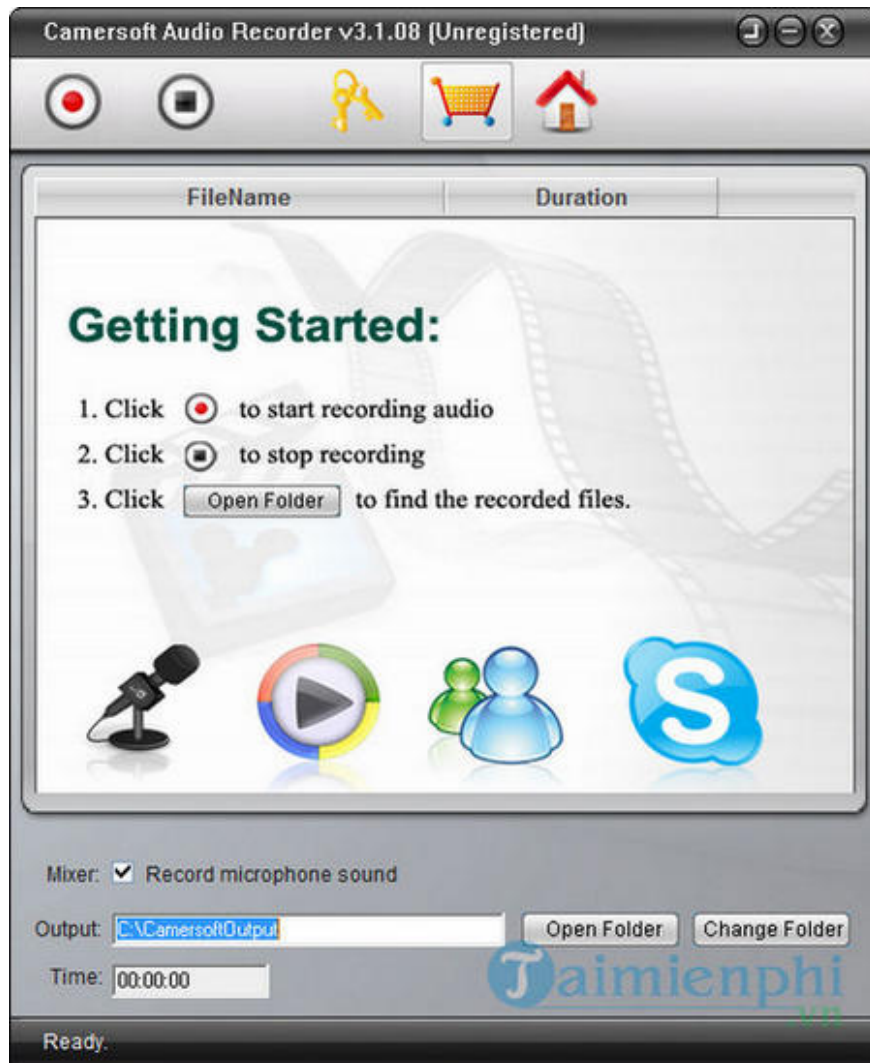 Camersoft Audio Recorder v3.1.08 (Unregistered)
FileName Duration
Getting Started:
1. Click to start recording audio
2. Click to stop recording
3. Click Open Folder to find the recorded files.
S
Mixer: Record microphone sound
Output: C:\CamersoftOutput Open Folder Change Folder
Time: 00:00:00
Taimienphi
.vn
Ready.